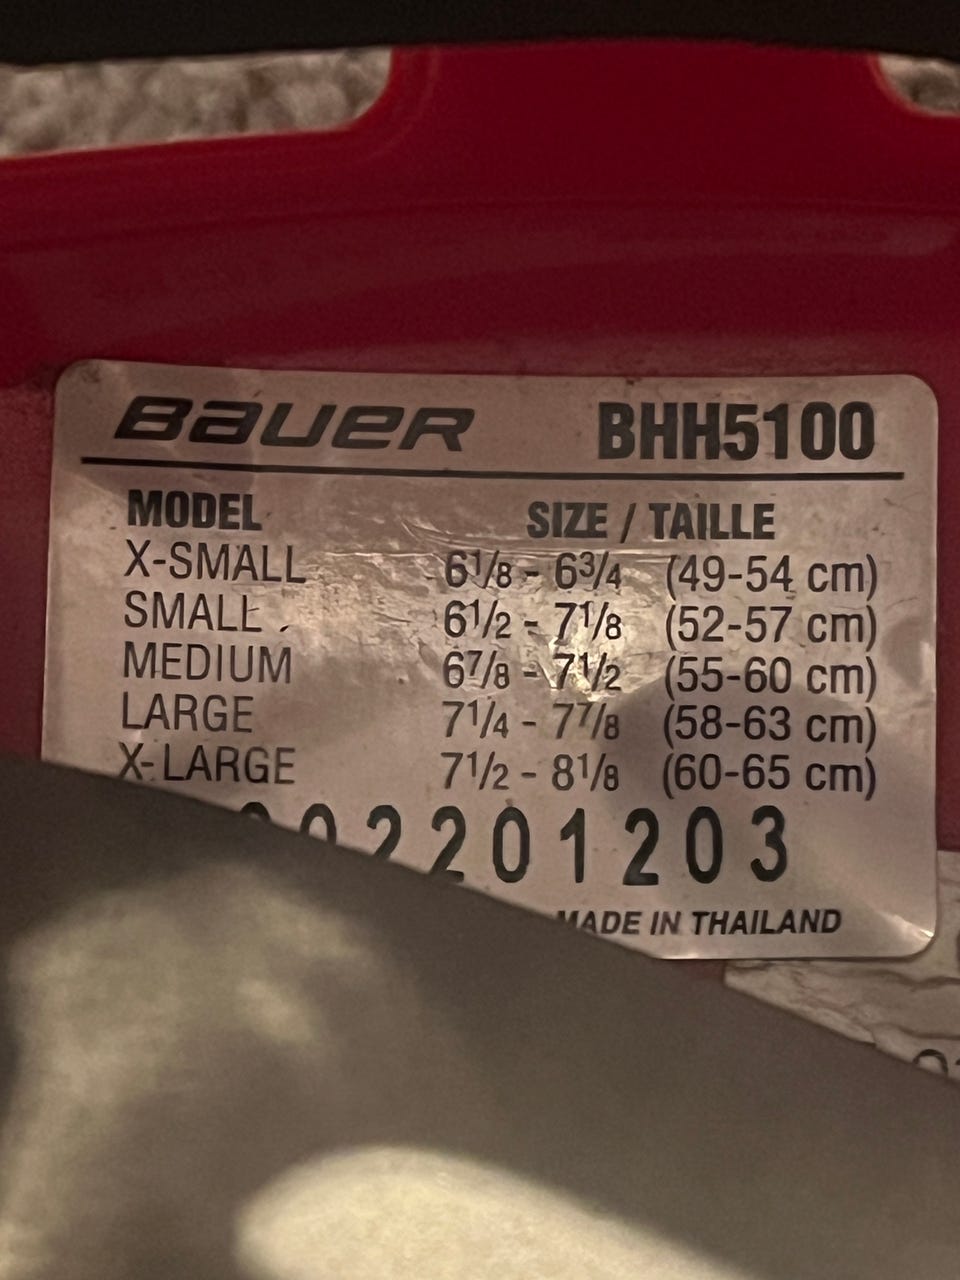 BAUER BHH5100
MODEL SIZE / TAILLE
X-SMALL 6 1/8 - 6 3/4 (49-54 cm)
SMALL 6 1/2 - 7 1/8 (52-57 cm)
MEDIUM 6 7/8 - 7 1/2 (55-60 cm)
LARGE 7 1/4 - 7 7/8 (58-63 cm)
X-LARGE 7 1/2 - 8 1/8 (60-65 cm)
02201203
MADE IN THAILAND